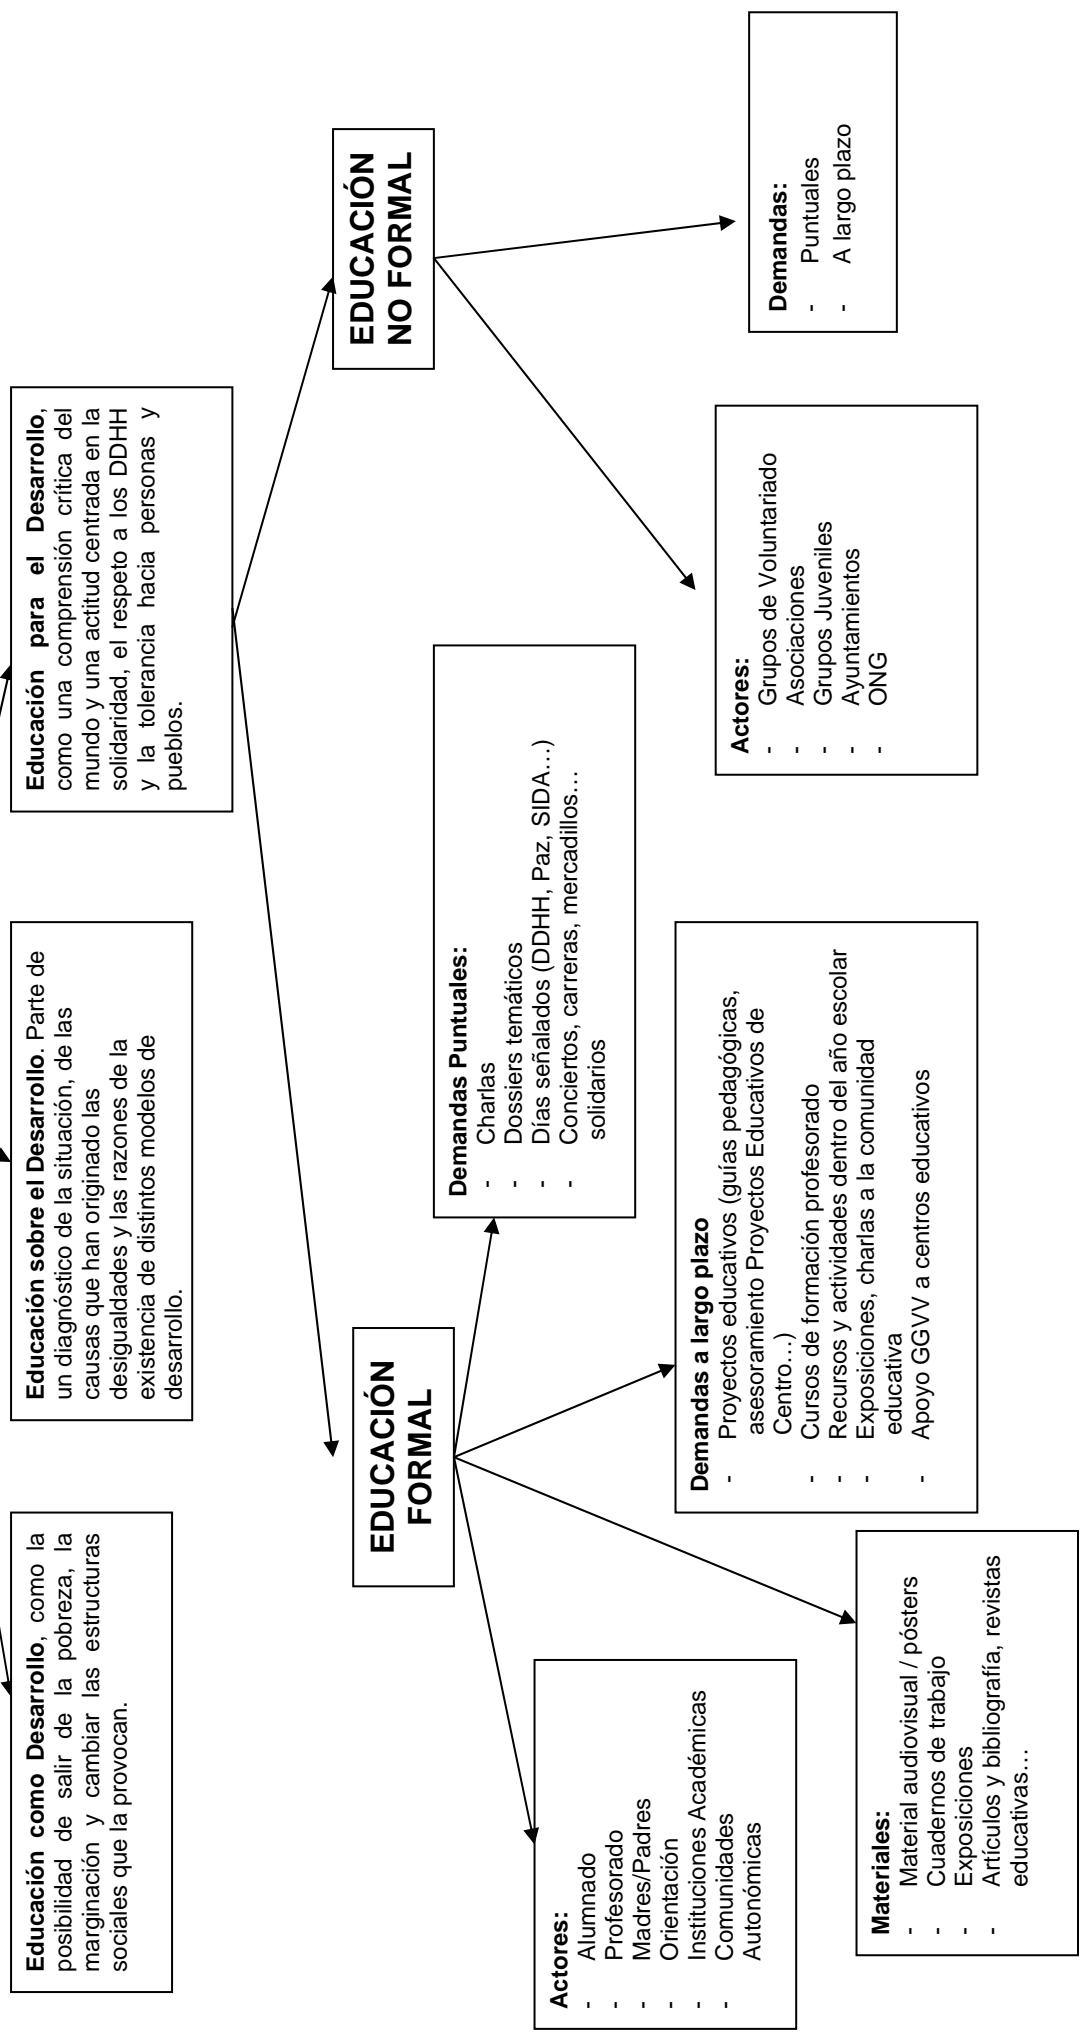 Educación como Desarrollo, como la
posibilidad de salir de la pobreza, la
marginación y cambiar las estructuras
sociales que la provocan.
Educación sobre el Desarrollo. Parte de
un diagnóstico de la situación, de las
causas que han originado las
desigualdades y las razones de la
existencia de distintos modelos de
desarrollo.
Educación para el Desarrollo,
como una comprensión crítica del
mundo y una actitud centrada en la
solidaridad, el respeto a los DDHH
y la tolerancia hacia personas y
pueblos.
EDUCACIÓN
FORMAL
EDUCACIÓN
NO FORMAL
Actores:
- Alumnado
- Profesorado
- Madres/Padres
- Orientación
- Instituciones Académicas
- Comunidades
Autonómicas
Materiales:
- Material audiovisual / pósters
- Cuadernos de trabajo
- Exposiciones
- Artículos y bibliografía, revistas
educativas…
Demandas a largo plazo
- Proyectos educativos (guías pedagógicas,
asesoramiento Proyectos Educativos de
Centro…)
- Cursos de formación profesorado
- Recursos y actividades dentro del año escolar
- Exposiciones, charlas a la comunidad
educativa
- Apoyo GGVV a centros educativos
Demandas Puntuales:
- Charlas
- Dossiers temáticos
- Días señalados (DDHH, Paz, SIDA…)
- Conciertos, carreras, mercadillos…
solidarios
Actores:
- Grupos de Voluntariado
- Asociaciones
- Grupos Juveniles
- Ayuntamientos
- ONG
Demandas:
- Puntuales
- A largo plazo